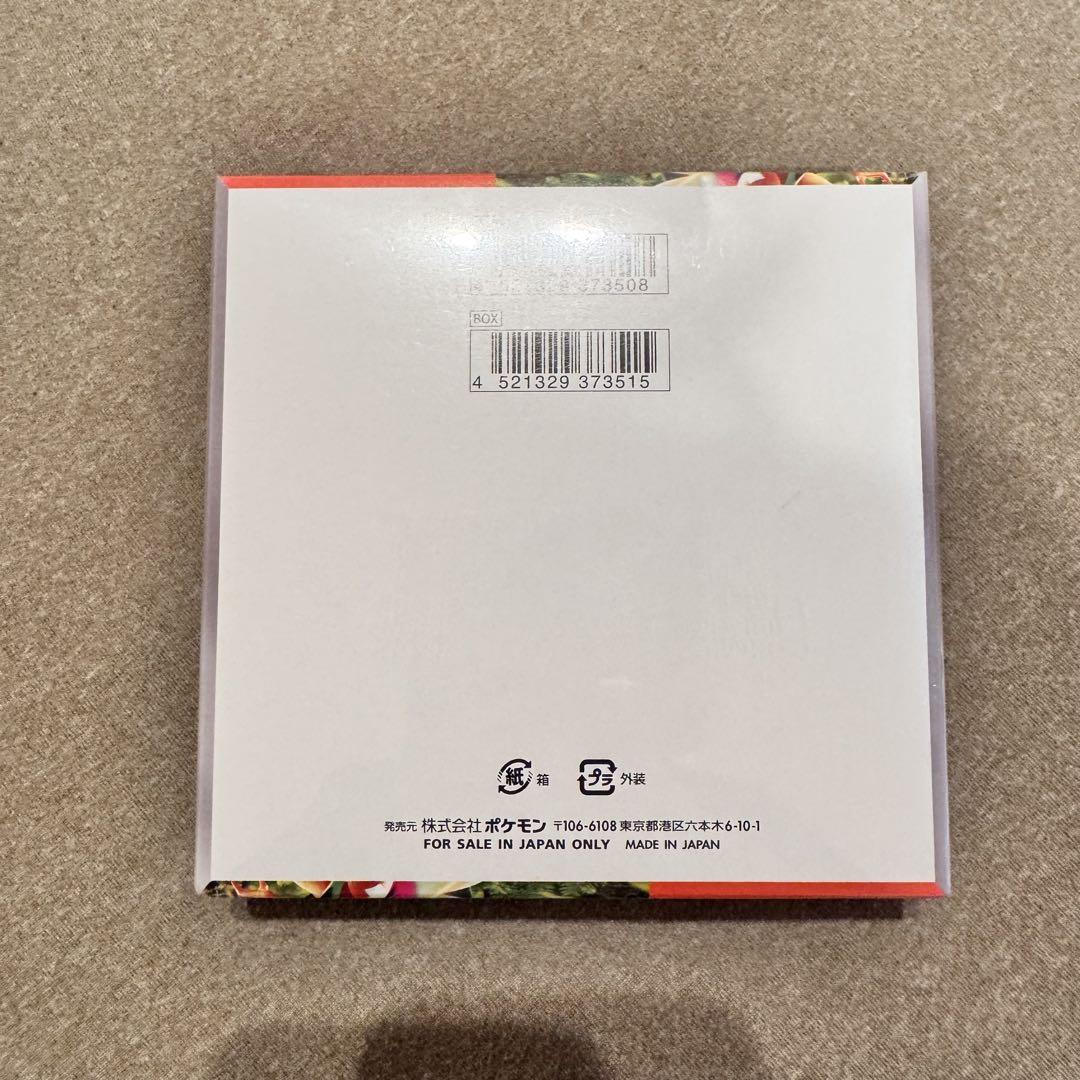 4 521329 373508
BOX
4 521329 373515
紙 箱 プラ 外装
発売元 株式会社 ポケモン 〒106-6108 東京都港区六本木6-10-1
FOR SALE IN JAPAN ONLY MADE IN JAPAN